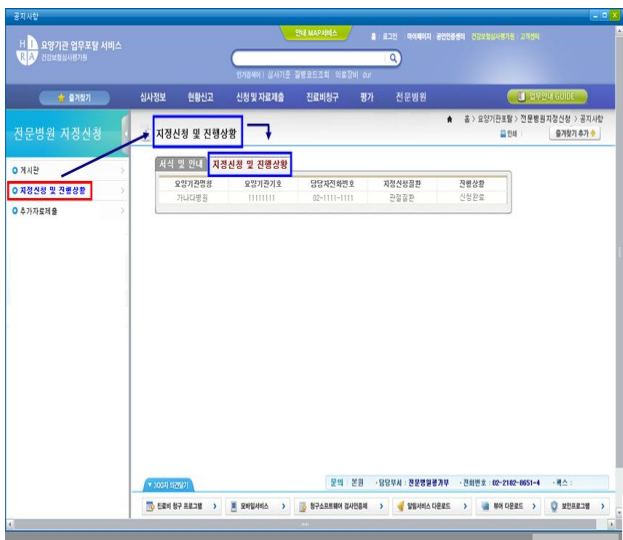 공지사항
HIRA 요양기관 업무포탈 서비스
건강보험심사평가원
안내 MAP서비스
홈 로그인 마이페이지 공인인증센터 건강보험심사평가원 고객센터
인기검색어 심사기준 질병코드조회 의료장비 dur
즐겨찾기
심사정보 현황신고 신청 및 자료제출 진료비청구 평가 전문병원
업무안내 GUIDE
홈 > 요양기관포탈 > 전문병원지정신청 > 공지사항
인쇄 즐겨찾기 추가
전문병원 지정신청
게시판
지정신청 및 진행상황
추가자료제출
지정신청 및 진행상황
서식 및 안내 지정신청 및 진행상황
요양기관명칭 요양기관기호 담당자전화번호 지정신청질환 진행상황
가나다병원 11111111 02-1111-1111 관절질환 신청완료
문의 본원 · 담당부서 : 전문병원평가부 · 전화번호 : 02-2182-8651~4 · 팩스 :
진료비 청구 프로그램 모바일서비스 청구소프트웨어 검사인증제 알림서비스 다운로드 뷰어 다운로드 보안프로그램